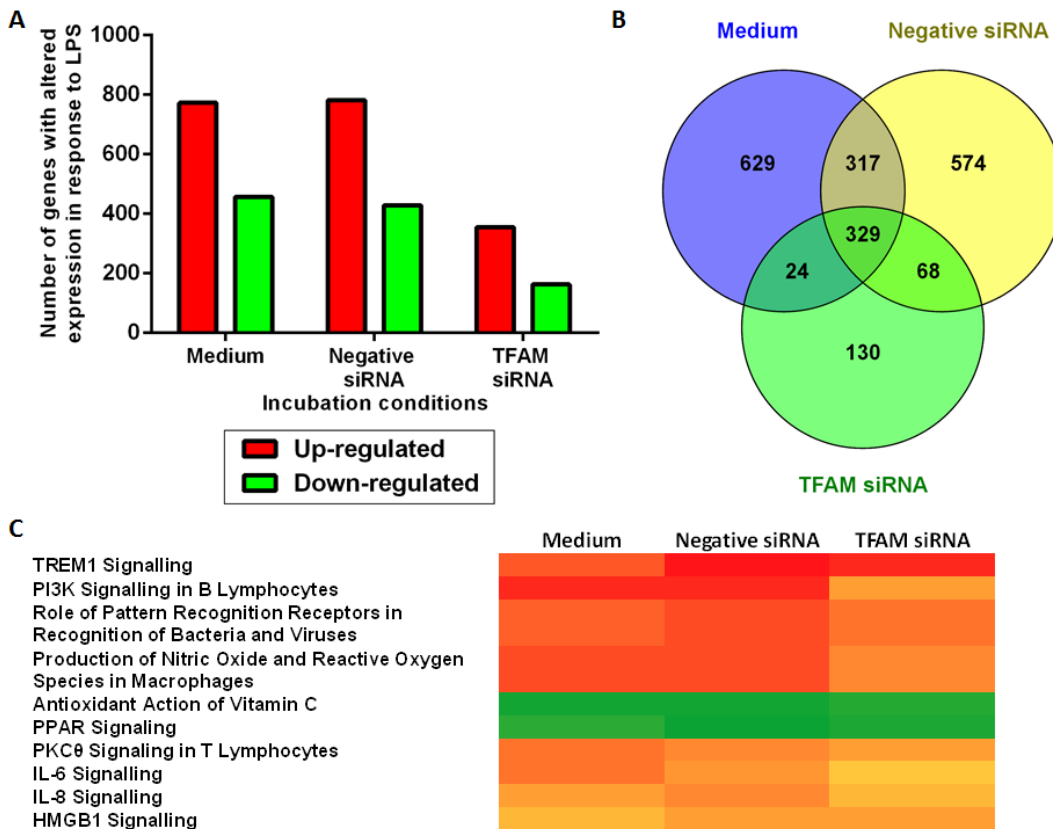 A
Number of genes with altered
expression in response to LPS
1000
800
600
400
200
0
Medium
Negative
siRNA
TFAM
siRNA
Incubation conditions
Up-regulated
Down-regulated
B
Medium
Negative siRNA
629
317
574
329
24
68
130
TFAM siRNA
C
Medium Negative siRNA TFAM siRNA
TREM1 Signalling
PI3K Signalling in B Lymphocytes
Role of Pattern Recognition Receptors in
Recognition of Bacteria and Viruses
Production of Nitric Oxide and Reactive Oxygen
Species in Macrophages
Antioxidant Action of Vitamin C
PPAR Signaling
PKCθ Signaling in T Lymphocytes
IL-6 Signalling
IL-8 Signalling
HMGB1 Signalling